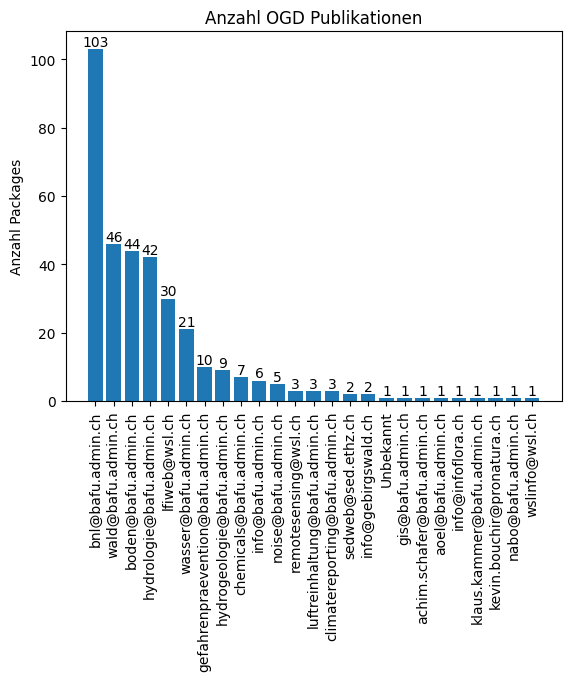 Anzahl OGD Publikationen
Anzahl Packages
100
80
60
40
20
0
103
46
44
42
30
21
10
9
7
6
5
3
3
3
2
2
1
1
1
1
1
1
1
1
1
bnl@bafu.admin.ch
wald@bafu.admin.ch
boden@bafu.admin.ch
hydrologie@bafu.admin.ch
lfiweb@wsl.ch
wasser@bafu.admin.ch
gefahrenpraevention@bafu.admin.ch
hydrogeologie@bafu.admin.ch
chemicals@bafu.admin.ch
info@bafu.admin.ch
noise@bafu.admin.ch
remotesensing@wsl.ch
luftreinhaltung@bafu.admin.ch
climatereporting@bafu.admin.ch
sedweb@sed.ethz.ch
info@gebirgswald.ch
Unbekannt
gis@bafu.admin.ch
achim.schafer@bafu.admin.ch
aoel@bafu.admin.ch
info@infoflora.ch
klaus.kammer@bafu.admin.ch
kevin.bouchir@pronatura.ch
nabo@bafu.admin.ch
wslinfo@wsl.ch